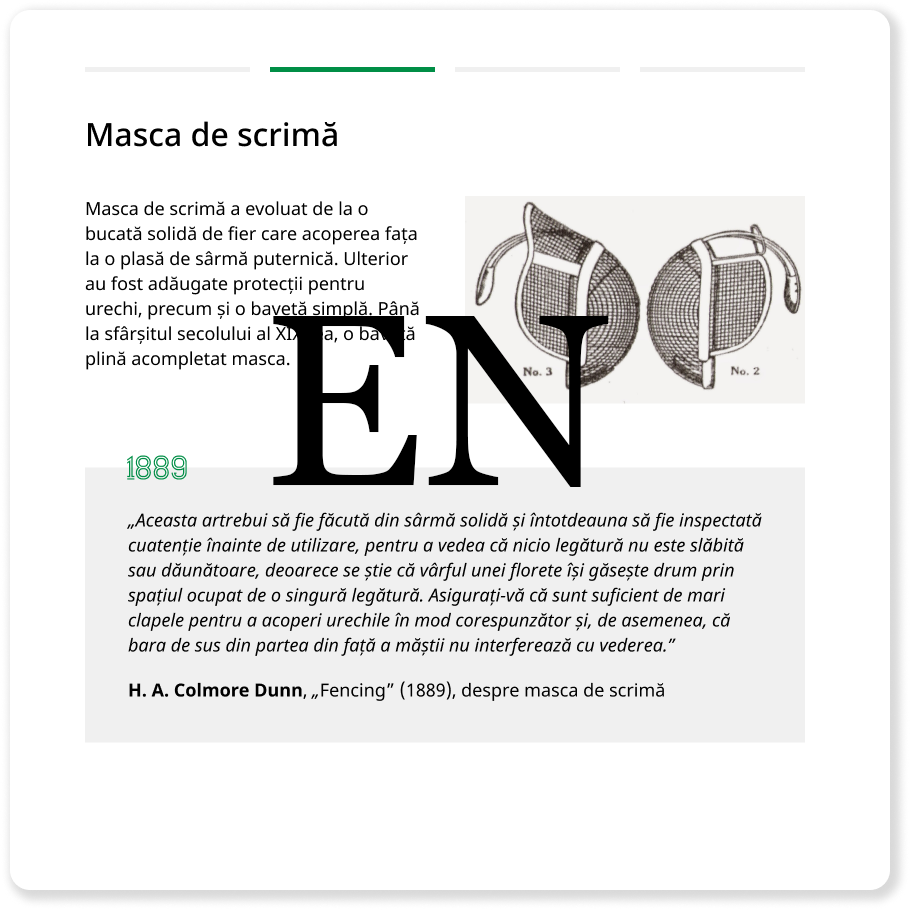 Masca de scrimă
Masca de scrimă a evoluat de la o
bucată solidă de fier care acoperea fața
la o plasă de sârmă puternică. Ulterior
au fost adăugate protecții pentru
urechi, precum și o bavetă simplă. Până
la sfârșitul secolului al XIX-lea, o bavetă
plină acompletat masca.
No. 3
No. 2
EN
1889
„Aceasta artrebui să fie făcută din sârmă solidă și întotdeauna să fie inspectată
cuatenție înainte de utilizare, pentru a vedea că nicio legătură nu este slăbită
sau dăunătoare, deoarece se știe că vârful unei florete își găsește drum prin
spațiul ocupat de o singură legătură. Asigurați-vă că sunt suficient de mari
clapele pentru a acoperi urechile în mod corespunzător și, de asemenea, că
bara de sus din partea din față a măștii nu interferează cu vederea.”
H. A. Colmore Dunn, „Fencing” (1889), despre masca de scrimă